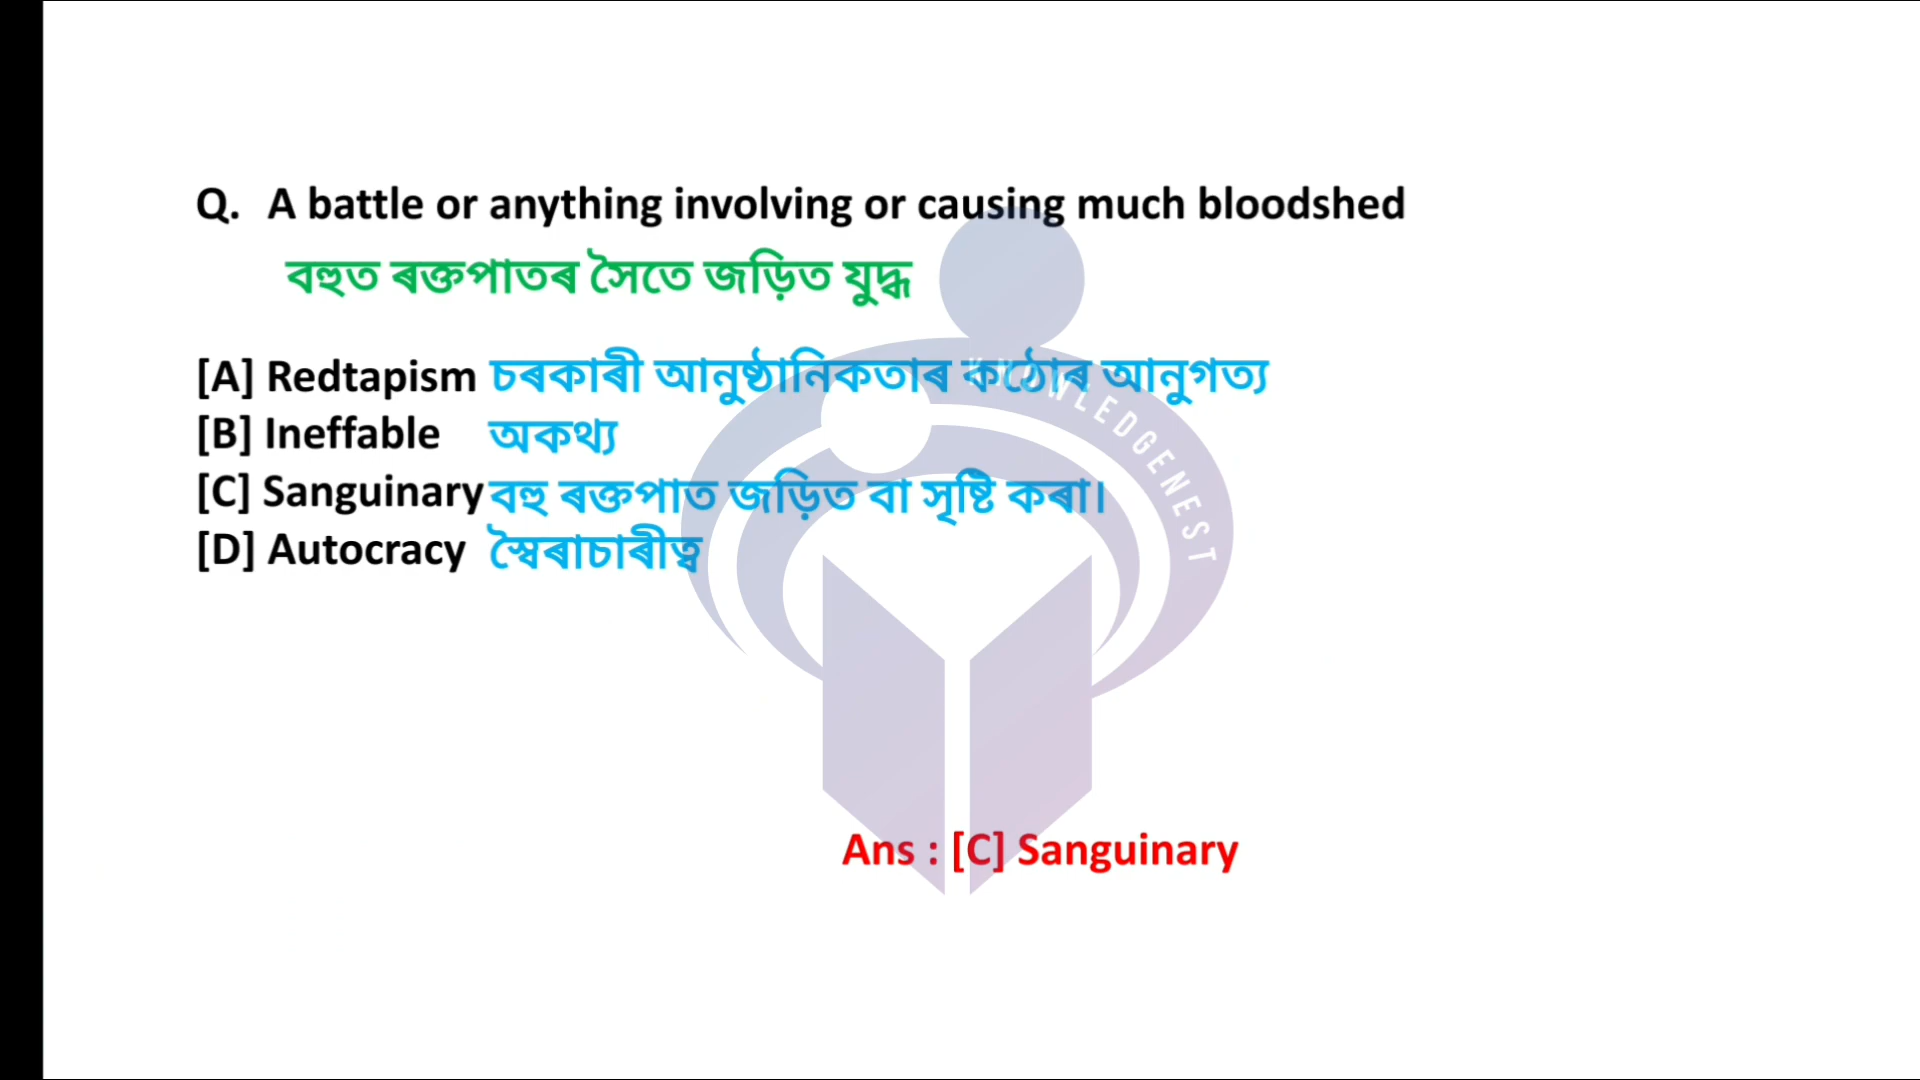 Q. A battle or anything involving or causing much bloodshed
বহুত ৰক্তপাতৰ সৈতে জড়িত যুদ্ধ
[A] Redtapism চৰকাৰী আনুষ্ঠানিকতাৰ কঠোৰ আনুগত্য
[B] Ineffable অকথ্য
[C] Sanguinary বহু ৰক্তপাত জড়িত বা সৃষ্টি কৰা।
[D] Autocracy স্বৈৰাচাৰীত্ব
KNOWLEDGENEST
Ans : [C] Sanguinary